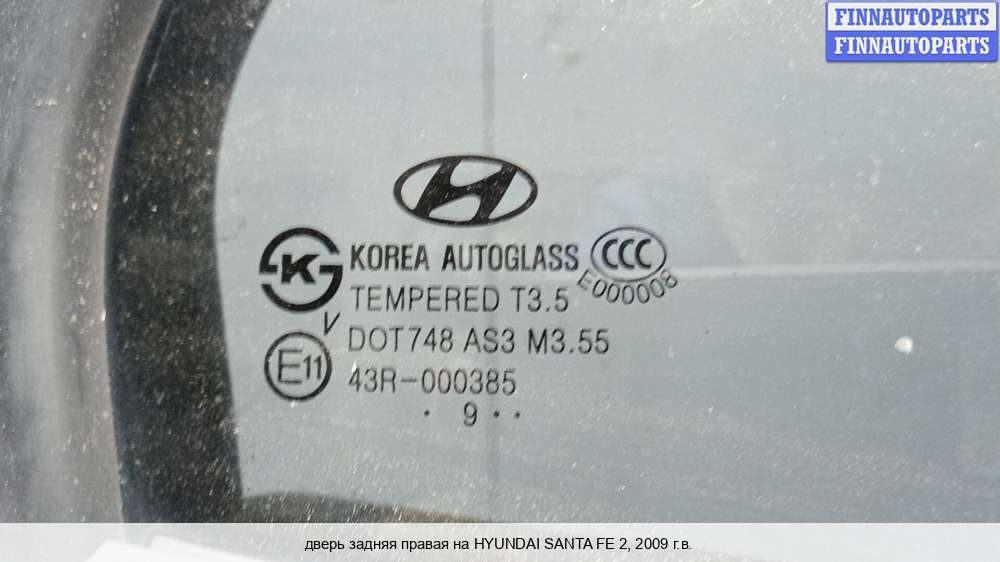 FINNAUTOPARTS
FINNAUTOPARTS
KOREA AUTOGLASS CCC
E000008
K
TEMPERED T3.5
V
DOT748 AS3 M3.55
E11
43R-000385
. 9 . .
дверь задняя правая на HYUNDAI SANTA FE 2, 2009 г.в.